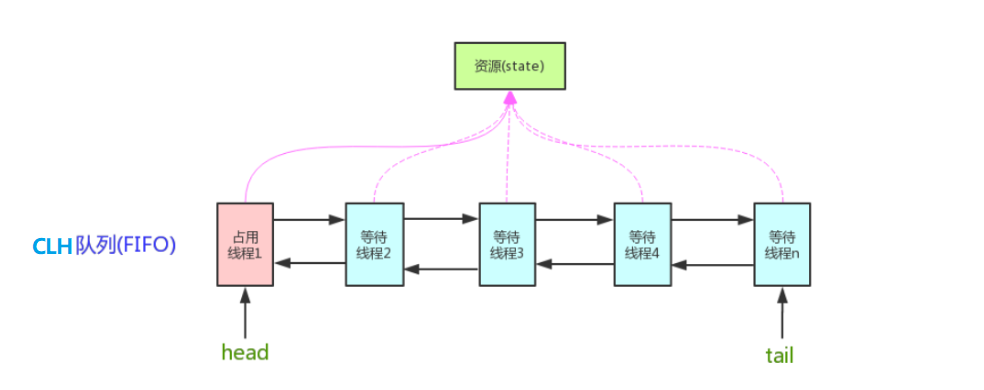 资源(state)
CLH 队列(FIFO)
占用
线程1
等待
线程2
等待
线程3
等待
线程4
等待
线程n
head
tail